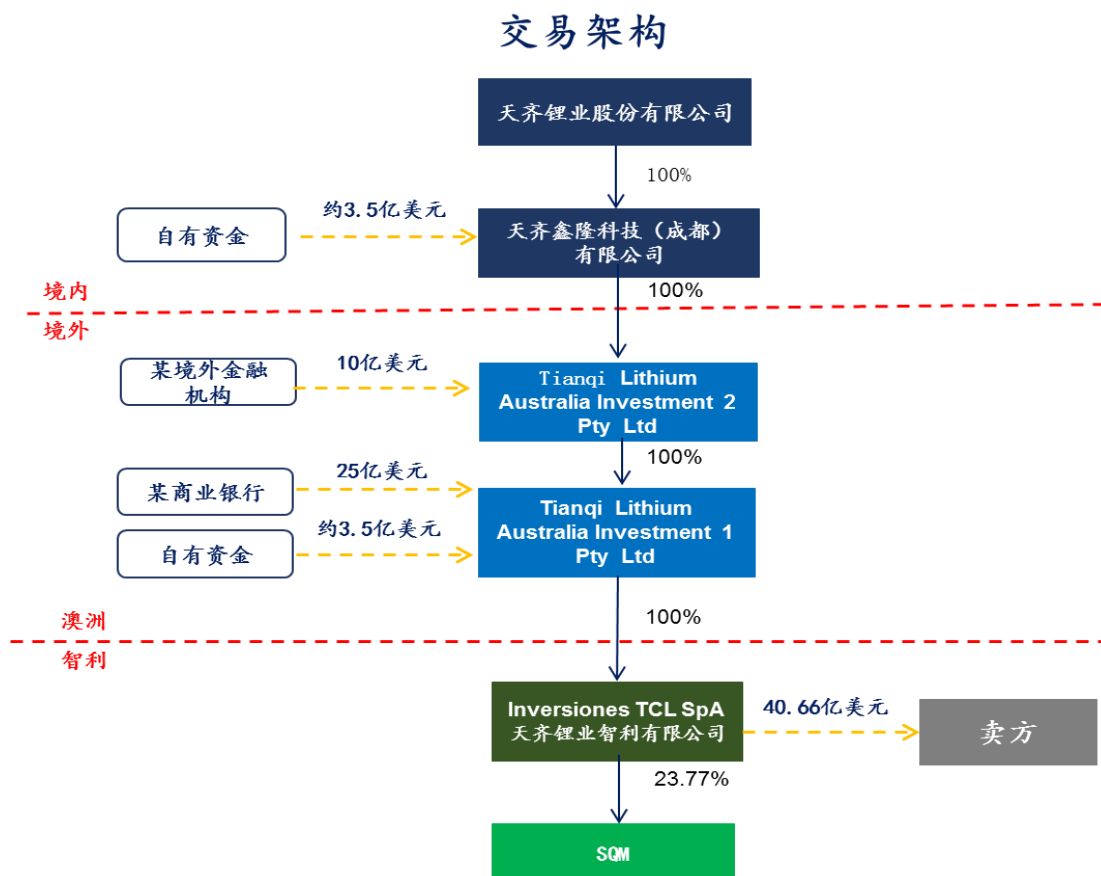 交易架构
天齐锂业股份有限公司
100%
自有资金
约3.5亿美元
天齐鑫隆科技（成都）
有限公司
境内
100%
境外
某境外金融
机构
10亿美元
Tianqi Lithium
Australia Investment 2
Pty Ltd
100%
某商业银行
25亿美元
Tianqi Lithium
Australia Investment 1
Pty Ltd
自有资金
约3.5亿美元
澳洲
100%
智利
Inversiones TCL SpA
天齐锂业智利有限公司
40.66亿美元
卖方
23.77%
SQM